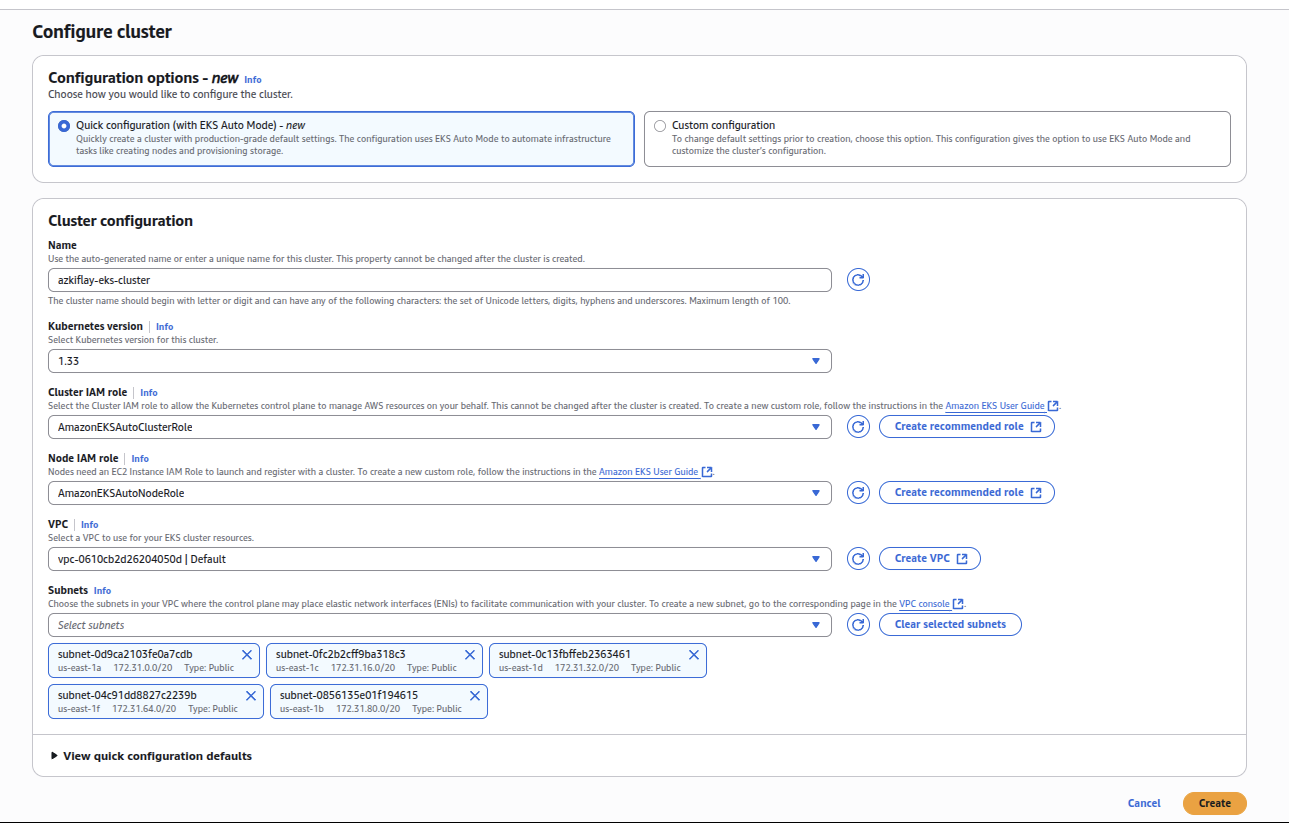 Configure cluster
Configuration options - new Info
Choose how you would like to configure the cluster.
Quick configuration (with EKS Auto Mode) - new
Quickly create a cluster with production-grade default settings. The configuration uses EKS Auto Mode to automate infrastructure
tasks like creating nodes and provisioning storage.
Custom configuration
To change default settings prior to creation, choose this option. This configuration gives the option to use EKS Auto Mode and
customize the cluster's configuration.
Cluster configuration
Name
Use the auto-generated name or enter a unique name for this cluster. This property cannot be changed after the cluster is created.
azkiflay-eks-cluster
The cluster name should begin with letter or digit and can have any of the following characters: the set of Unicode letters, digits, hyphens and underscores. Maximum length of 100.
Kubernetes version Info
Select Kubernetes version for this cluster.
1.33
Cluster IAM role Info
Select the Cluster IAM role to allow the Kubernetes control plane to manage AWS resources on your behalf. This cannot be changed after the cluster is created. To create a new custom role, follow the instructions in the Amazon EKS User Guide.
AmazonEKSAutoClusterRole
Create recommended role
Node IAM role Info
Nodes need an EC2 Instance IAM Role to launch and register with a cluster. To create a new custom role, follow the instructions in the Amazon EKS User Guide.
AmazonEKSAutoNodeRole
Create recommended role
VPC Info
Select a VPC to use for your EKS cluster resources.
vpc-0610cb2d26204050d | Default
Create VPC
Subnets Info
Choose the subnets in your VPC where the control plane may place elastic network interfaces (ENIs) to facilitate communication with your cluster. To create a new subnet, go to the corresponding page in the VPC console.
Select subnets
Clear selected subnets
subnet-0d9ca2103fe0a7cdb
us-east-1a 172.31.0.0/20 Type: Public
subnet-0fc2b2cff9ba318c3
us-east-1c 172.31.16.0/20 Type: Public
subnet-0c13fbffeb2363461
us-east-1d 172.31.32.0/20 Type: Public
subnet-04c91dd8827c2239b
us-east-1f 172.31.64.0/20 Type: Public
subnet-0856135e01f194615
us-east-1b 172.31.80.0/20 Type: Public
View quick configuration defaults
Cancel
Create